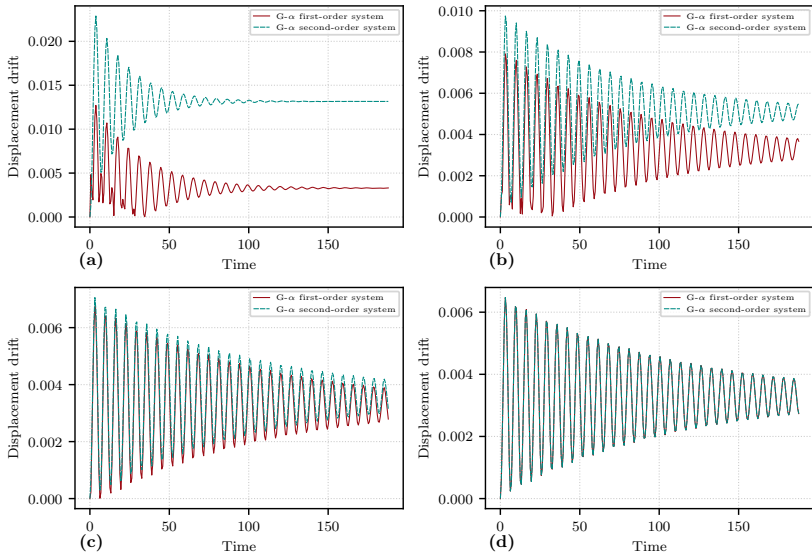 G-α first-order system
G-α second-order system
Displacement drift
0.020
0.015
0.010
0.005
0.000
0
50
100
150
(a)
Time
G-α first-order system
G-α second-order system
Displacement drift
0.010
0.008
0.006
0.004
0.002
0.000
0
50
100
150
(b)
Time
G-α first-order system
G-α second-order system
Displacement drift
0.006
0.004
0.002
0.000
0
50
100
150
(c)
Time
G-α first-order system
G-α second-order system
Displacement drift
0.006
0.004
0.002
0.000
0
50
100
150
(d)
Time